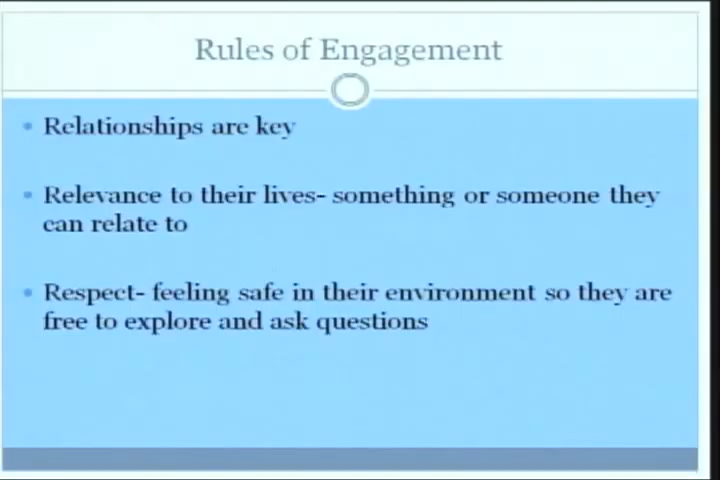 Rules of Engagement
Relationships are key
Relevance to their lives- something or someone they
can relate to
Respect- feeling safe in their environment so they are
free to explore and ask questions